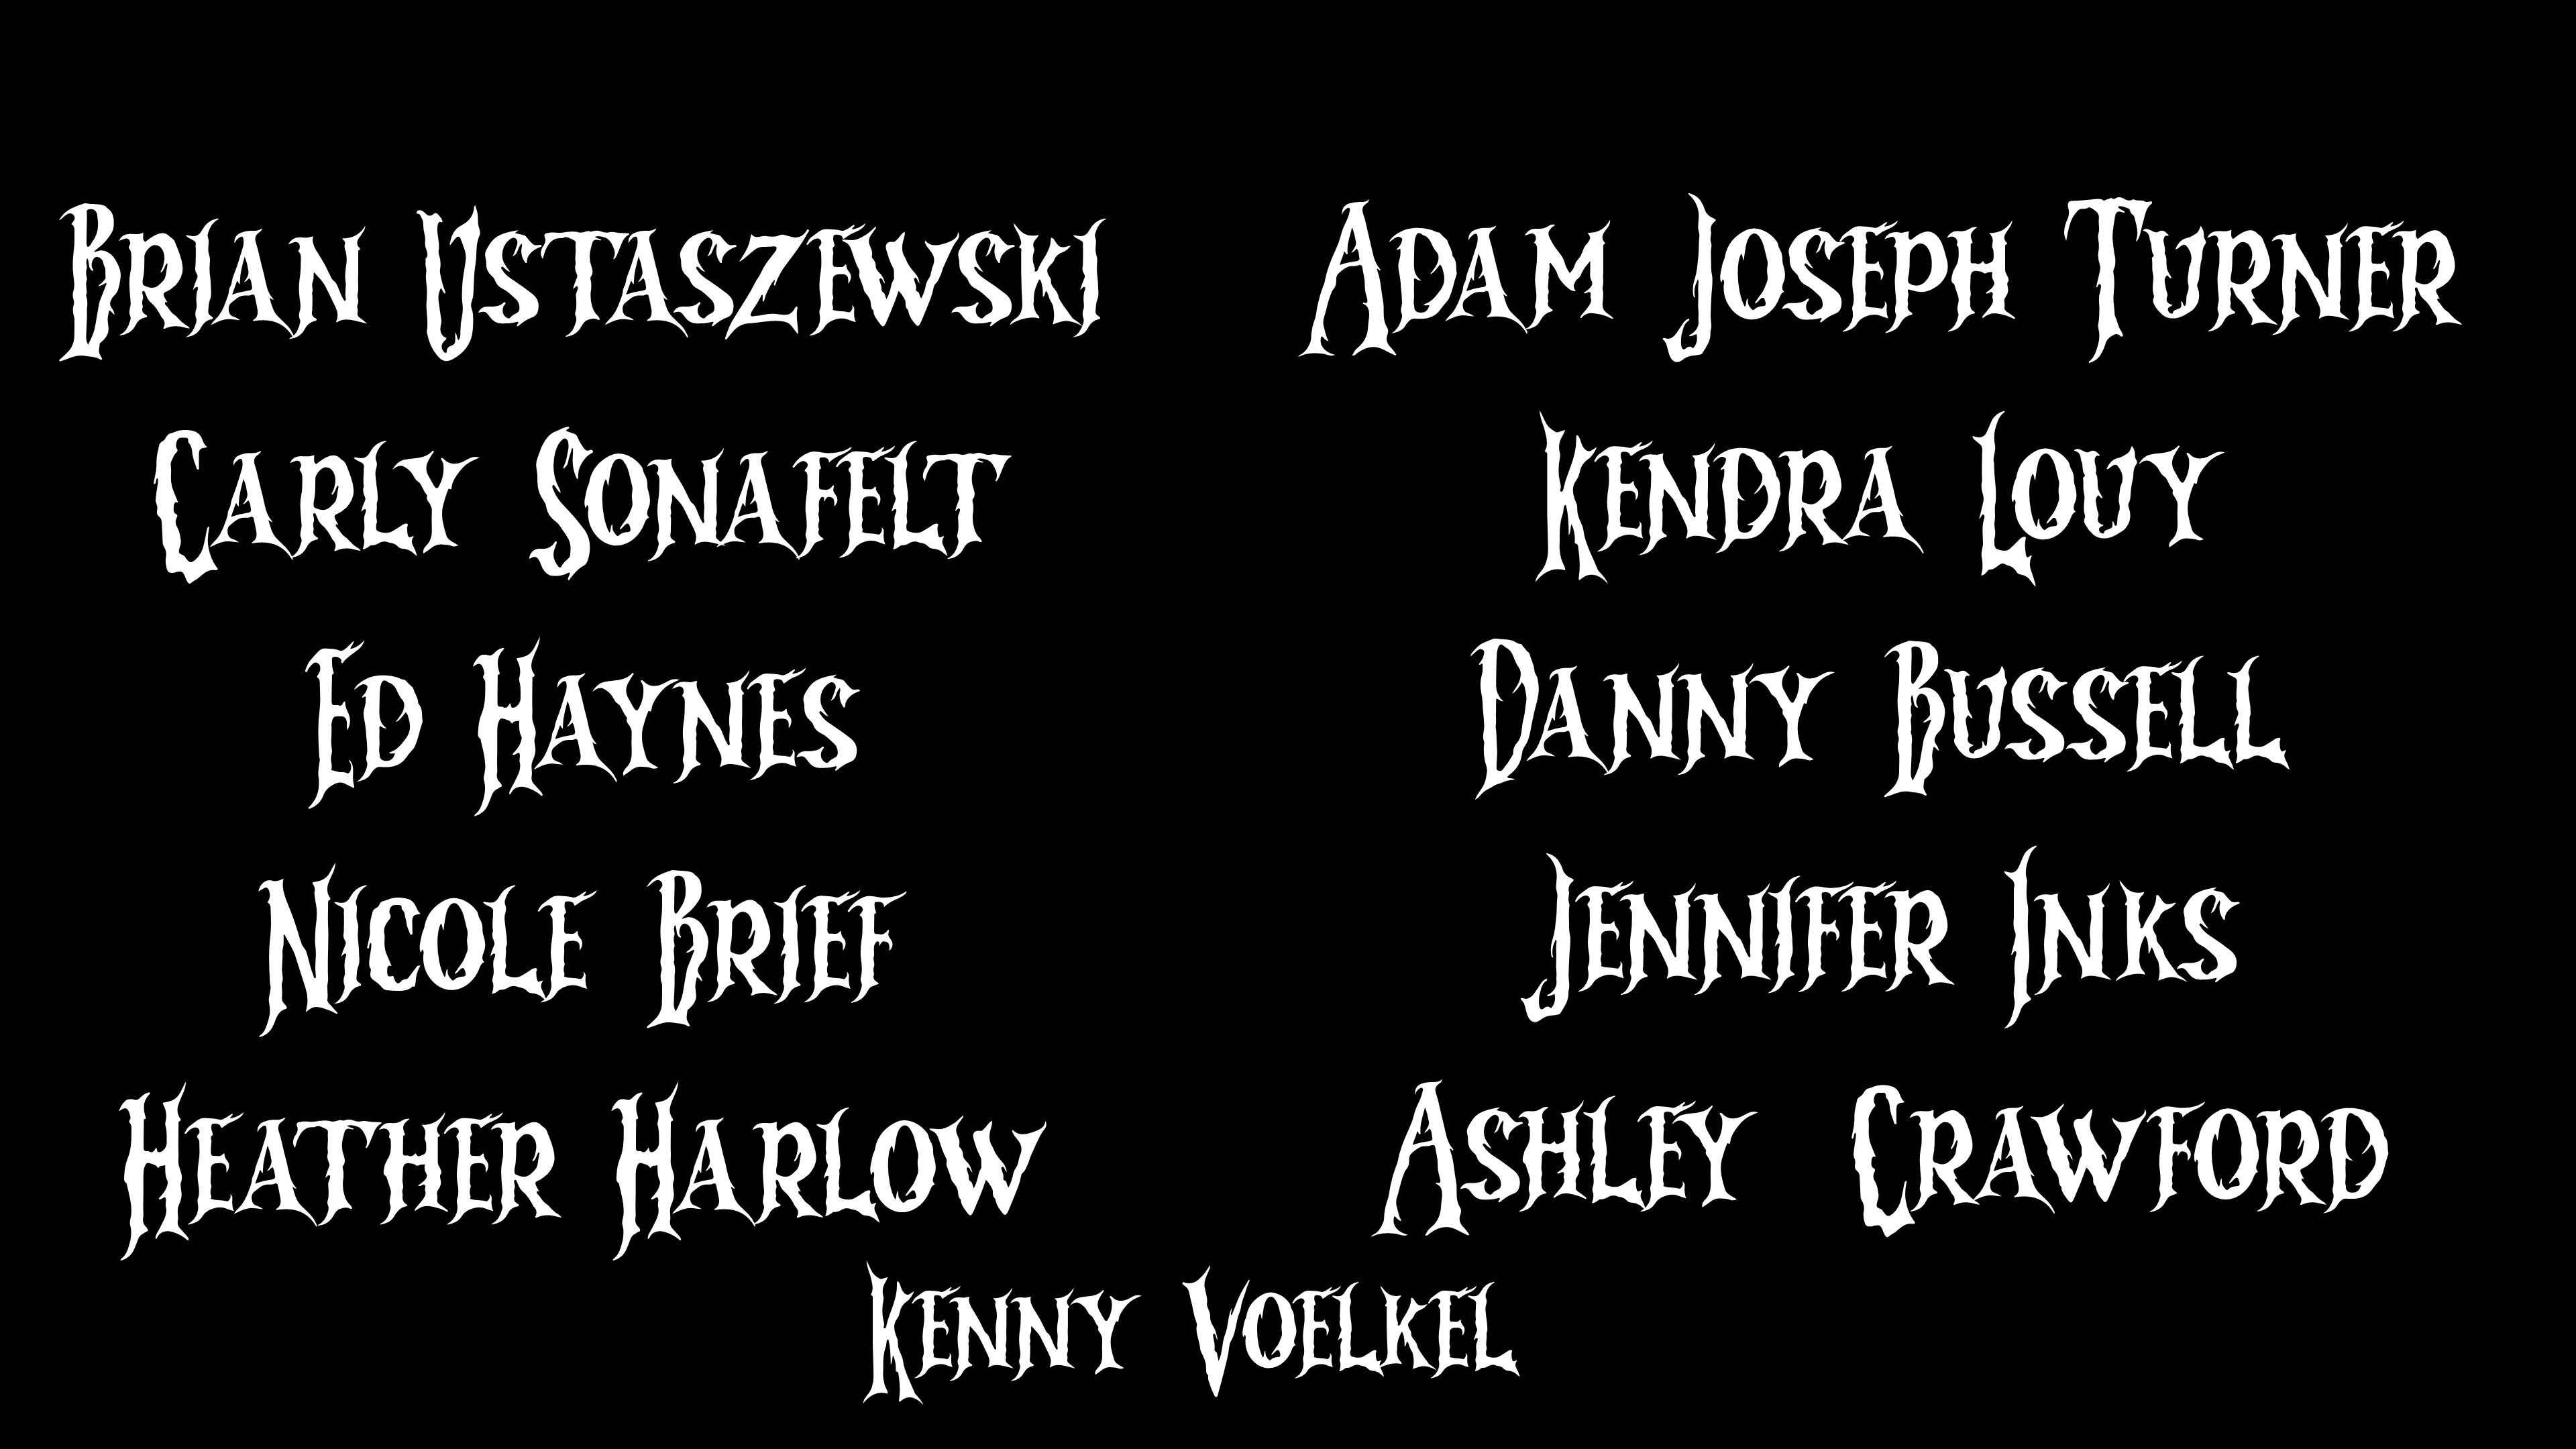 Brian Ustaszewski Adam Joseph Turner
Carly Sonafelt Kendra Louy
Ed Haynes Danny Bussell
Nicole Brief Jennifer Inks
Heather Harlow Ashley Crawford
Kenny Voelkel